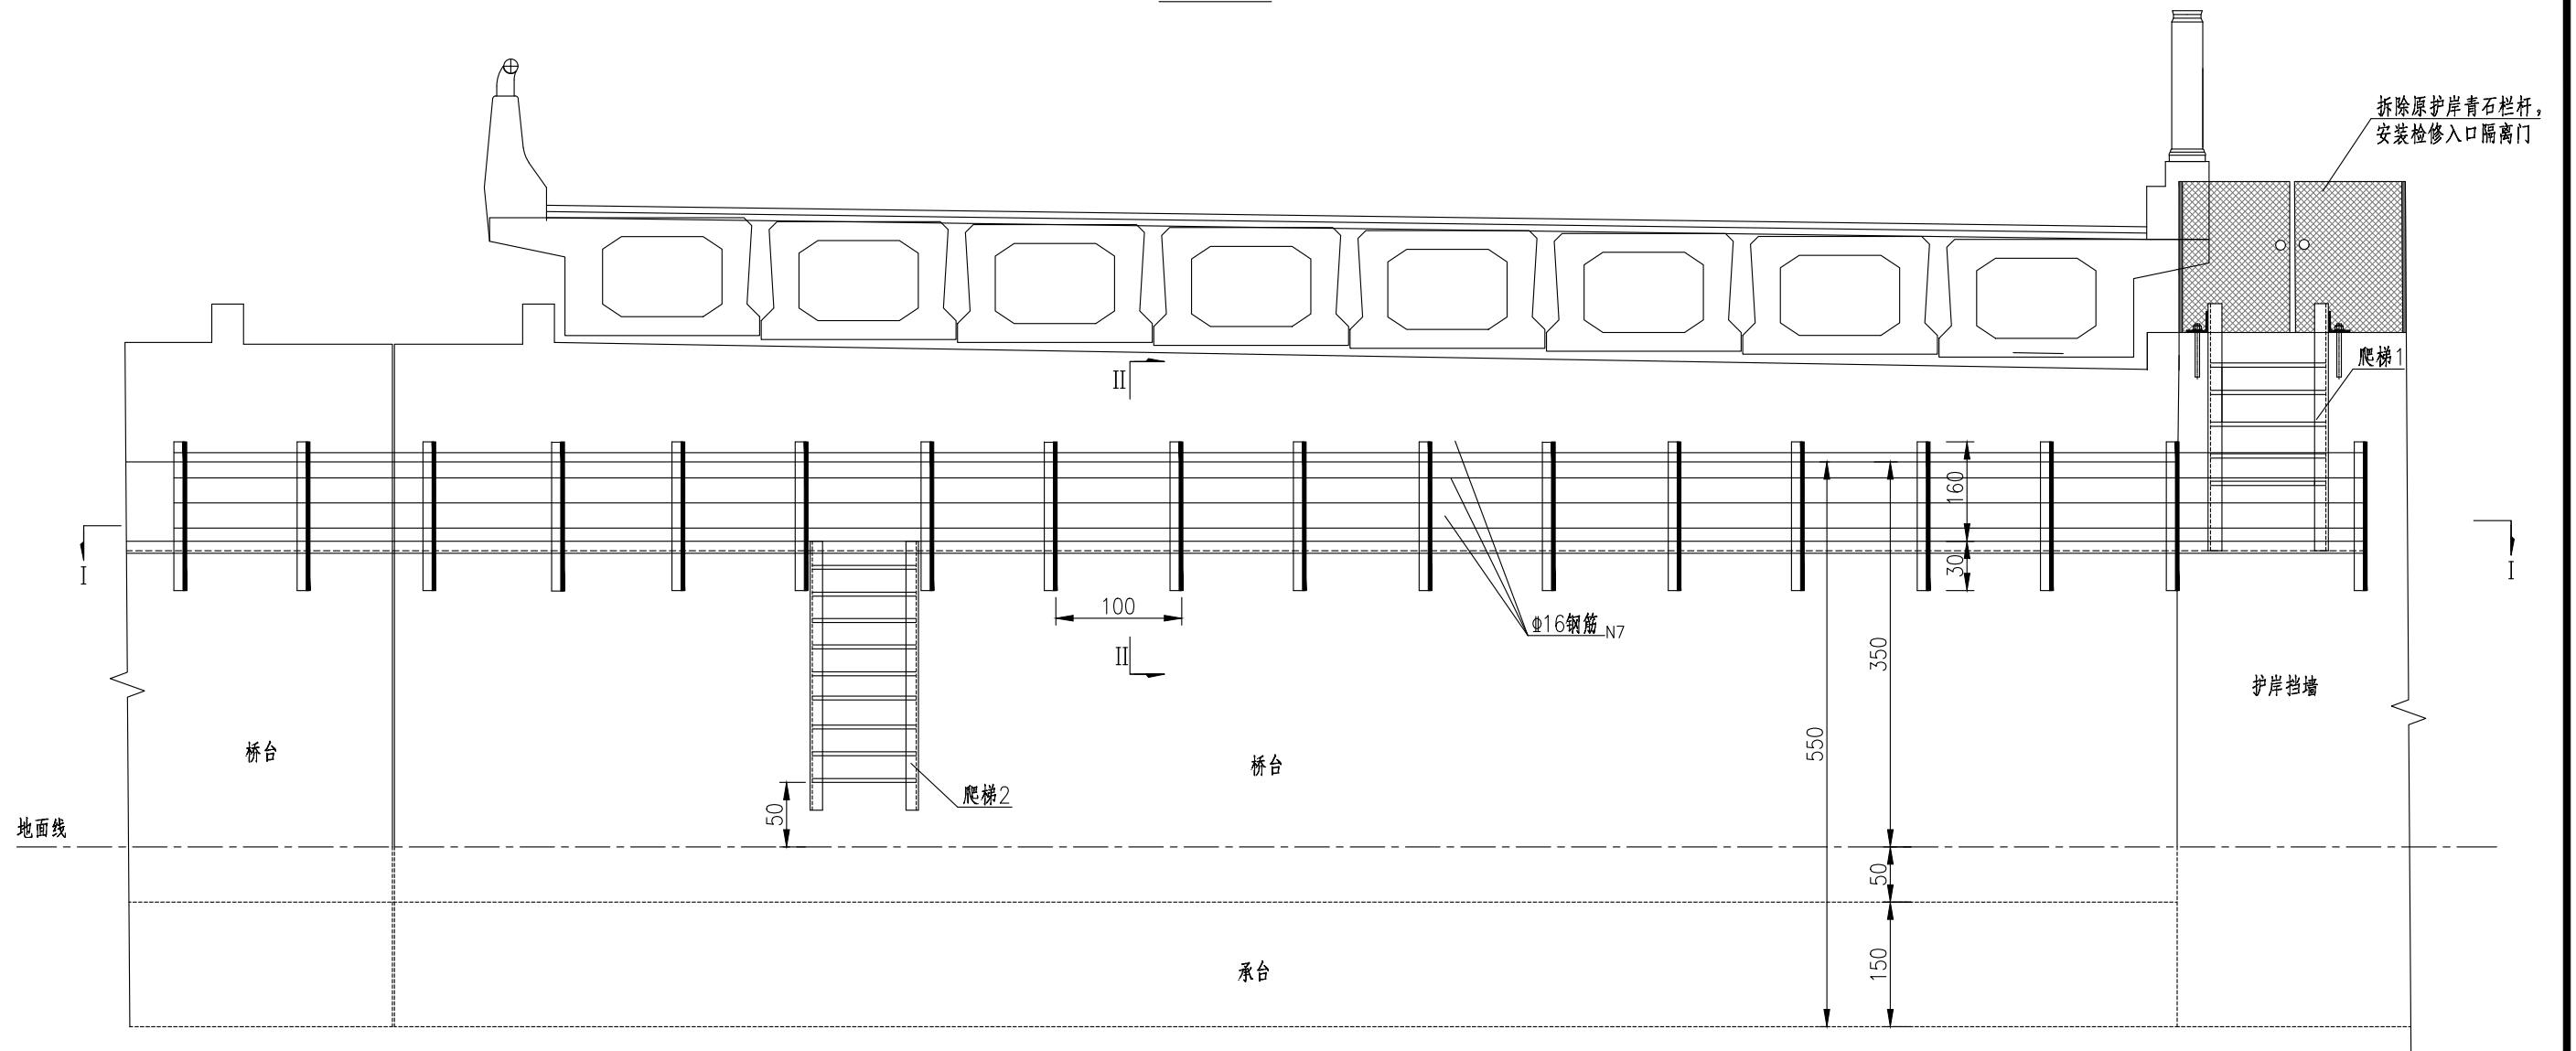 拆除原护岸青石栏杆，
安装检修入口隔离门
爬梯1
II
160
I
I
30
100
Φ16钢筋 N7
350
II
护岸挡墙
550
桥台
桥台
爬梯2
50
地面线
50
150
承台